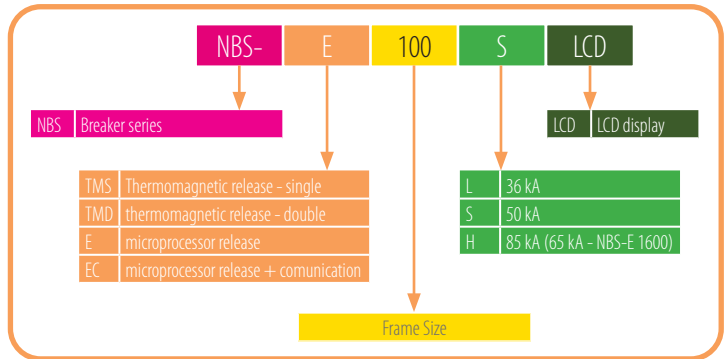 NBS- E 100 S LCD
NBS Breaker series
LCD LCD display
TMS Thermomagnetic release - single
TMD thermomagnetic release - double
E microprocessor release
EC microprocessor release + comunication
L 36 kA
S 50 kA
H 85 kA (65 kA - NBS-E 1600)
Frame Size